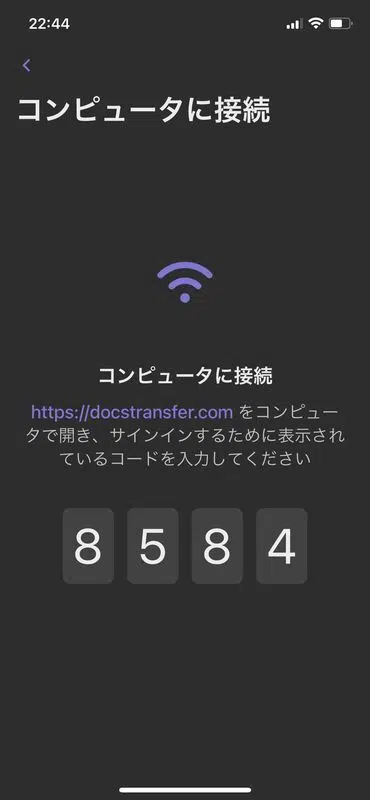 22:44
コンピュータに接続
コンピュータに接続
https://docstransfer.com をコンピュー
タで開き、サインインするために表示され
ているコードを入力してください
8 5 8 4